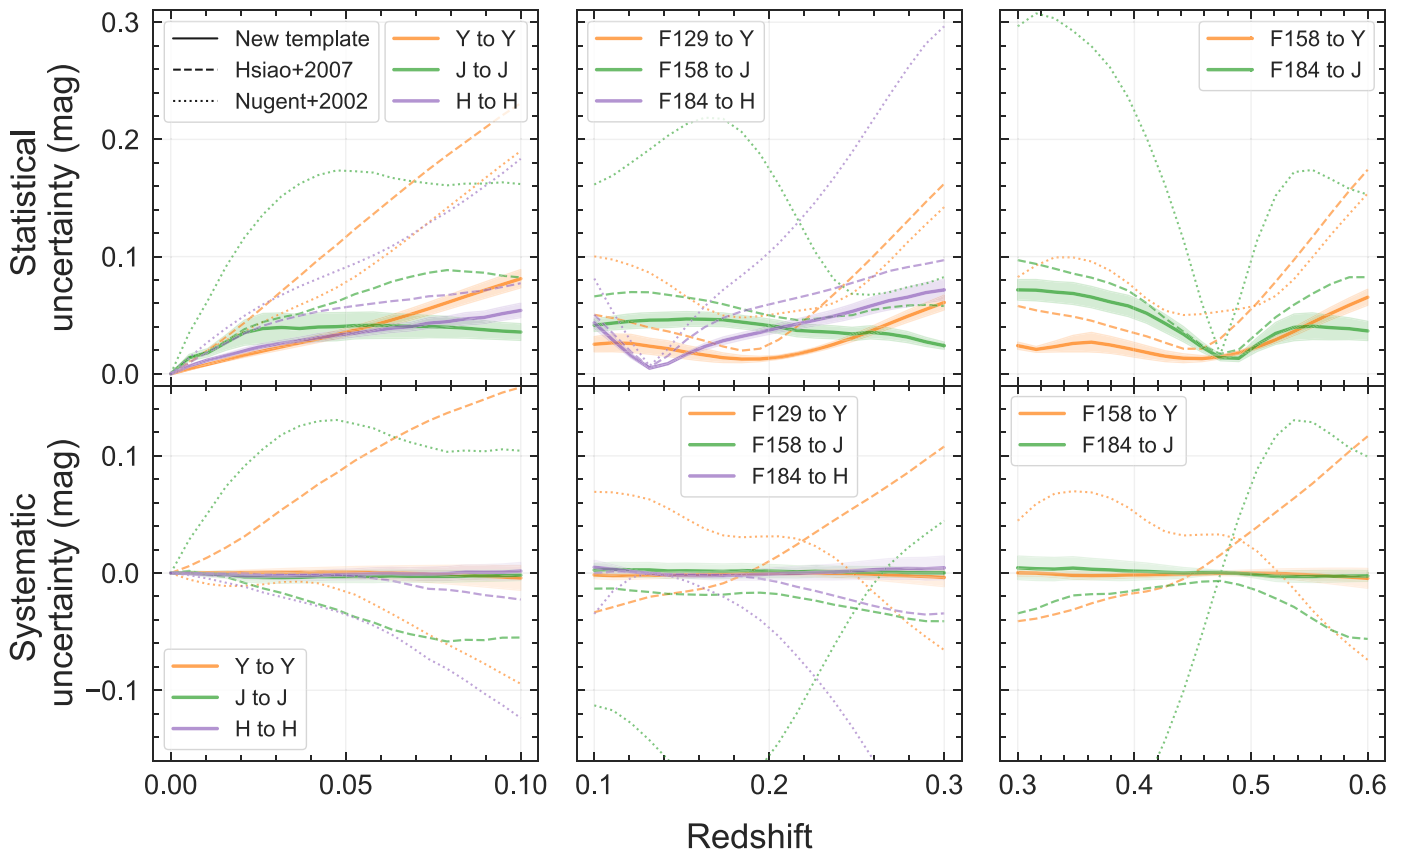 Statistical
uncertainty (mag)
0.3
0.2
0.1
0.0
New template
Hsiao+2007
Nugent+2002
Y to Y
J to J
H to H
F129 to Y
F158 to J
F184 to H
F158 to Y
F184 to J
Systematic
uncertainty (mag)
0.1
0.0
−0.1
Y to Y
J to J
H to H
F129 to Y
F158 to J
F184 to H
F158 to Y
F184 to J
0.00 0.05 0.10
0.1 0.2 0.3
0.3 0.4 0.5 0.6
Redshift